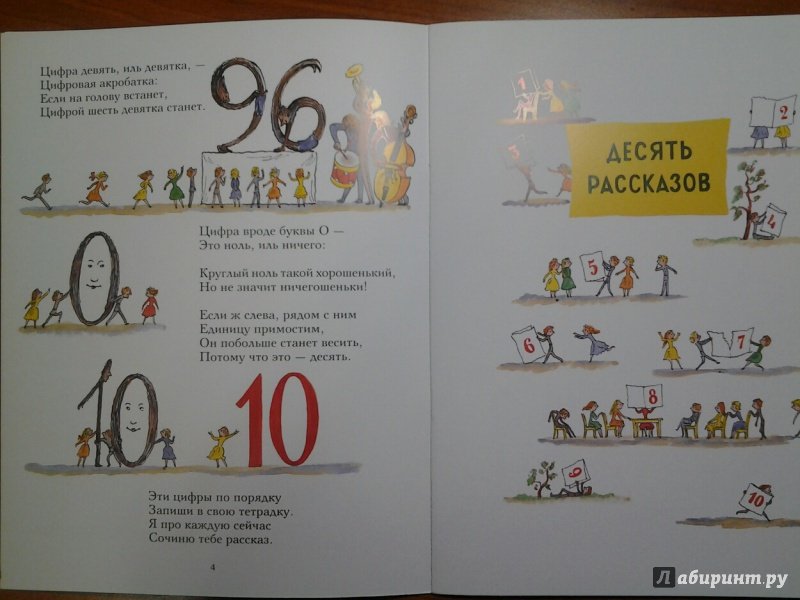 Цифра девять, иль девятка, —
Цифровая акробатка:
Если на голову встанет,
Цифрой шесть девятка станет.
96
0
Цифра вроде буквы О —
Это ноль, иль ничего:
Круглый ноль такой хорошенький,
Но не значит ничегошеньки!
Если ж слева, рядом с ним
Единицу примостим,
Он побольше станет весить,
Потому что это — десять.
10
10
Эти цифры по порядку
Запиши в свою тетрадку.
Я про каждую сейчас
Сочиню тебе рассказ.
4
1
2
3
ДЕСЯТЬ
РАССКАЗОВ
4
5
6
7
8
9
10
Лабиринт.ру